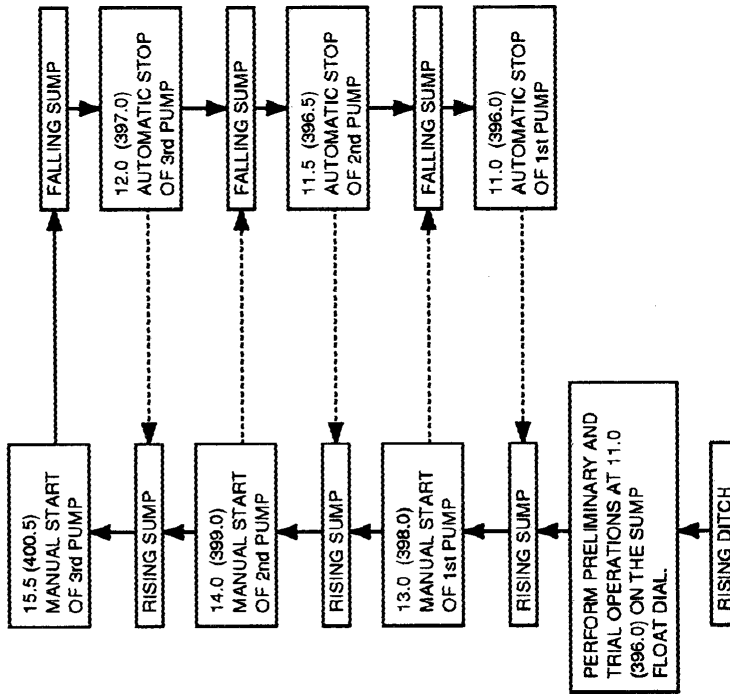 15.5 (400.5)
MANUAL START
OF 3rd PUMP
RISING SUMP
14.0 (399.0)
MANUAL START
OF 2nd PUMP
RISING SUMP
13.0 (398.0)
MANUAL START
OF 1st PUMP
RISING SUMP
PERFORM PRELIMINARY AND
TRIAL OPERATIONS AT 11.0
(396.0) ON THE SUMP
FLOAT DIAL.
RISING DITCH
FALLING SUMP
12.0 (397.0)
AUTOMATIC STOP
OF 3rd PUMP
FALLING SUMP
11.5 (396.5)
AUTOMATIC STOP
OF 2nd PUMP
FALLING SUMP
11.0 (396.0)
AUTOMATIC STOP
OF 1st PUMP